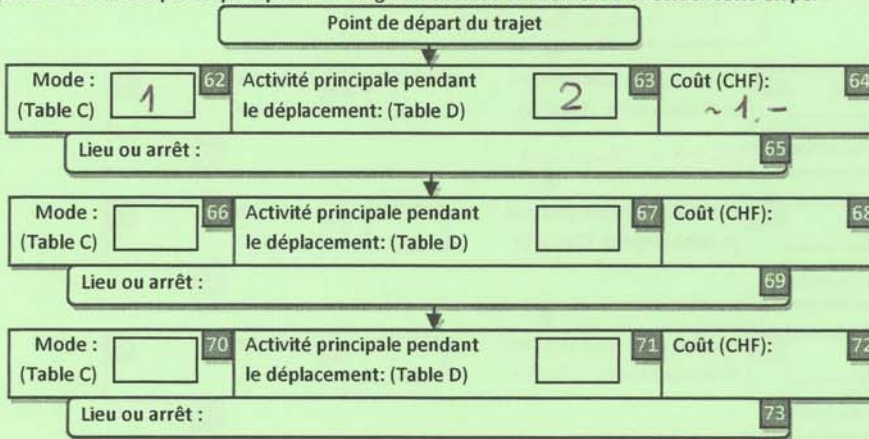 Point de départ du trajet
Mode : 62 Activité principale pendant 63 Coût (CHF): 64
(Table C) 1 le déplacement: (Table D) 2 ~ 1.-
Lieu ou arrêt : 65
Mode : 66 Activité principale pendant 67 Coût (CHF): 68
(Table C) le déplacement: (Table D)
Lieu ou arrêt : 69
Mode : 70 Activité principale pendant 71 Coût (CHF): 72
(Table C) le déplacement: (Table D)
Lieu ou arrêt : 73